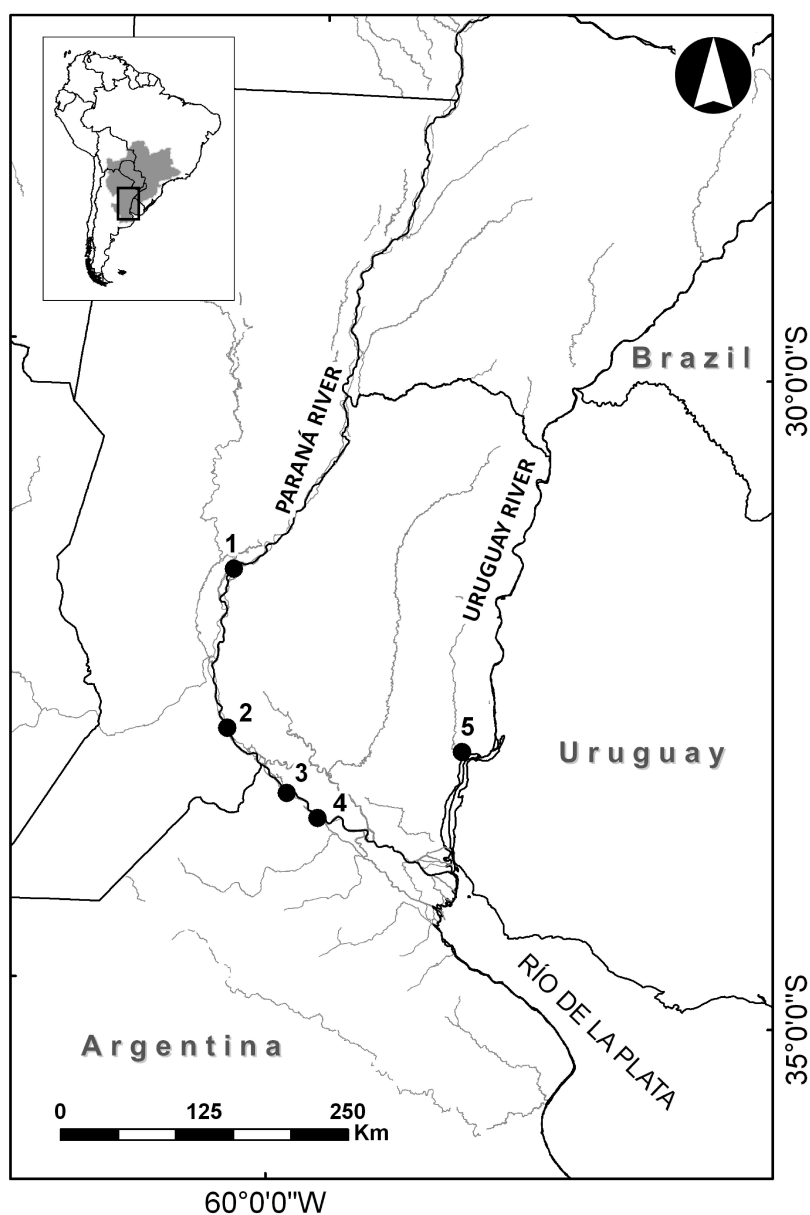 Brazil
30°0'0"S
PARANÁ RIVER
URUGUAY RIVER
1
2
5
Uruguay
3
4
RÍO DE LA PLATA
35°0'0"S
Argentina
0 125 250
Km
60°0'0"W